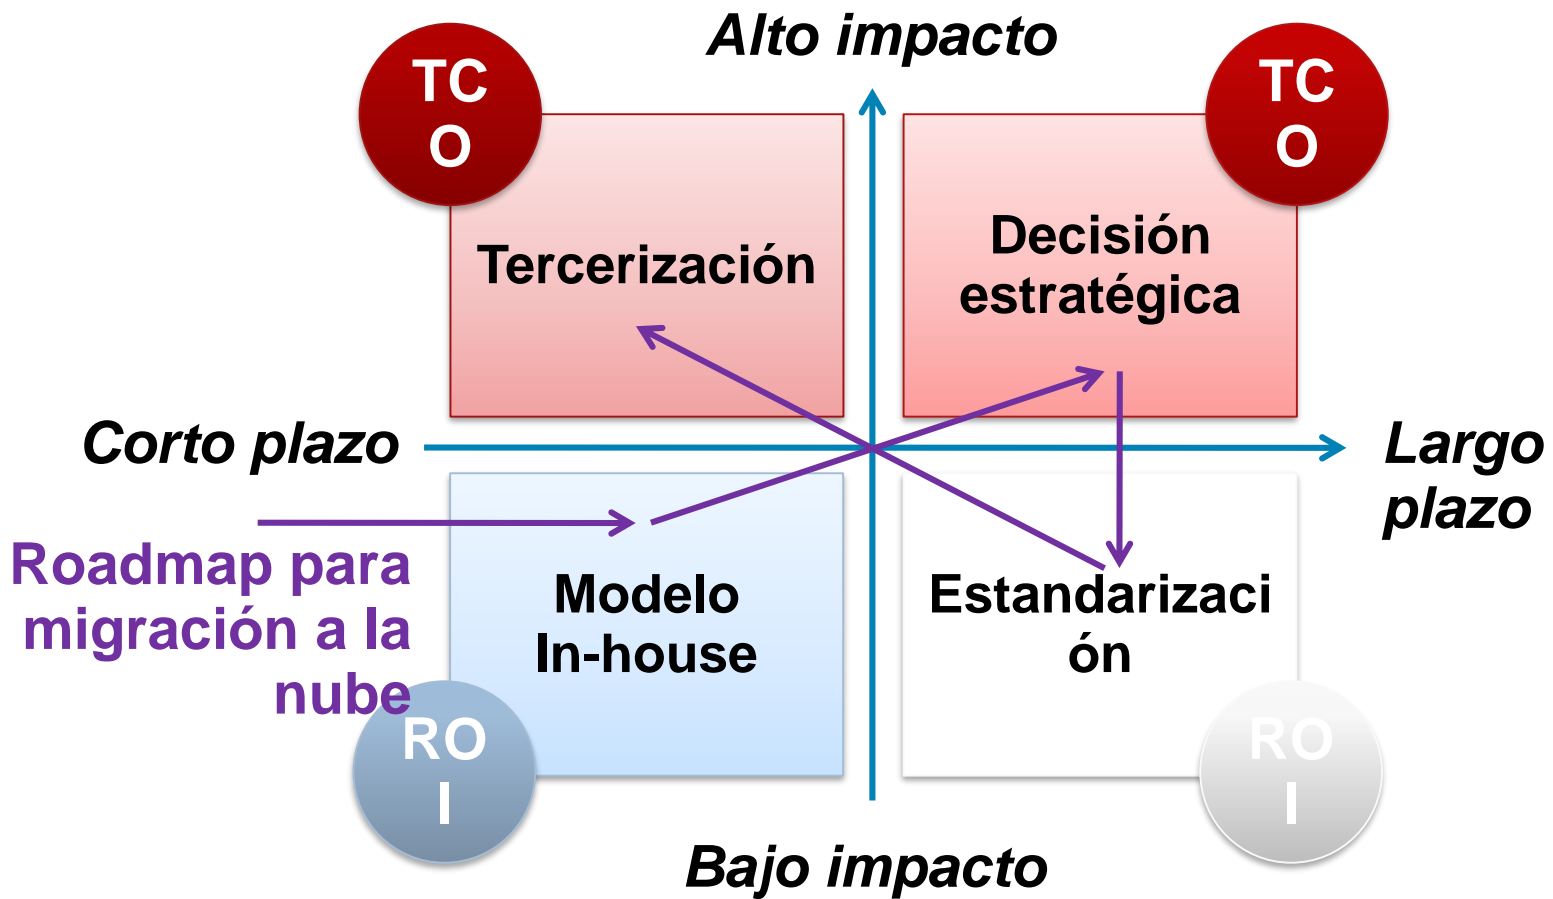 Alto impacto
TC
O
TC
O
Tercerización
Decisión
estratégica
Corto plazo
Largo
plazo
Roadmap para
migración a la
nube
Modelo
In-house
Estandarizaci
ón
RO
I
RO
I
Bajo impacto